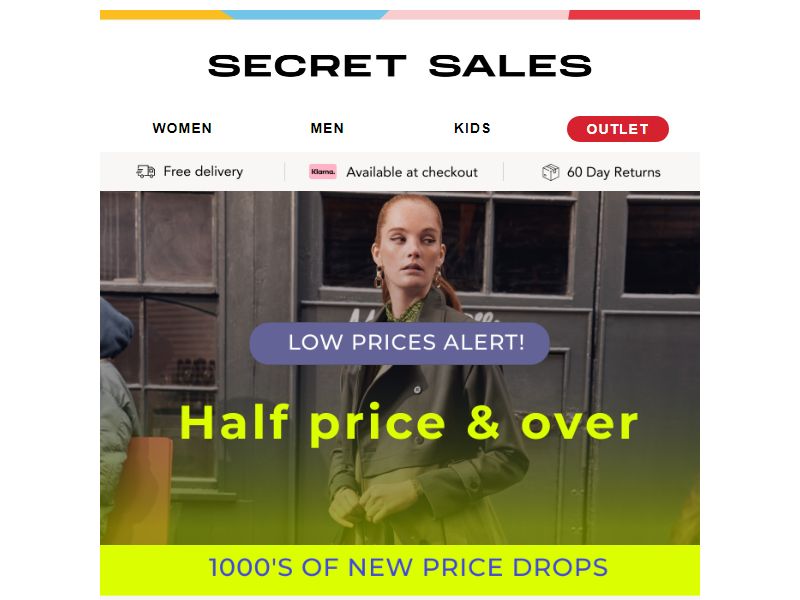 SECRET SALES
WOMEN MEN KIDS OUTLET
Free delivery Klarna. Available at checkout 60 Day Returns
LOW PRICES ALERT!
Half price & over
1000'S OF NEW PRICE DROPS